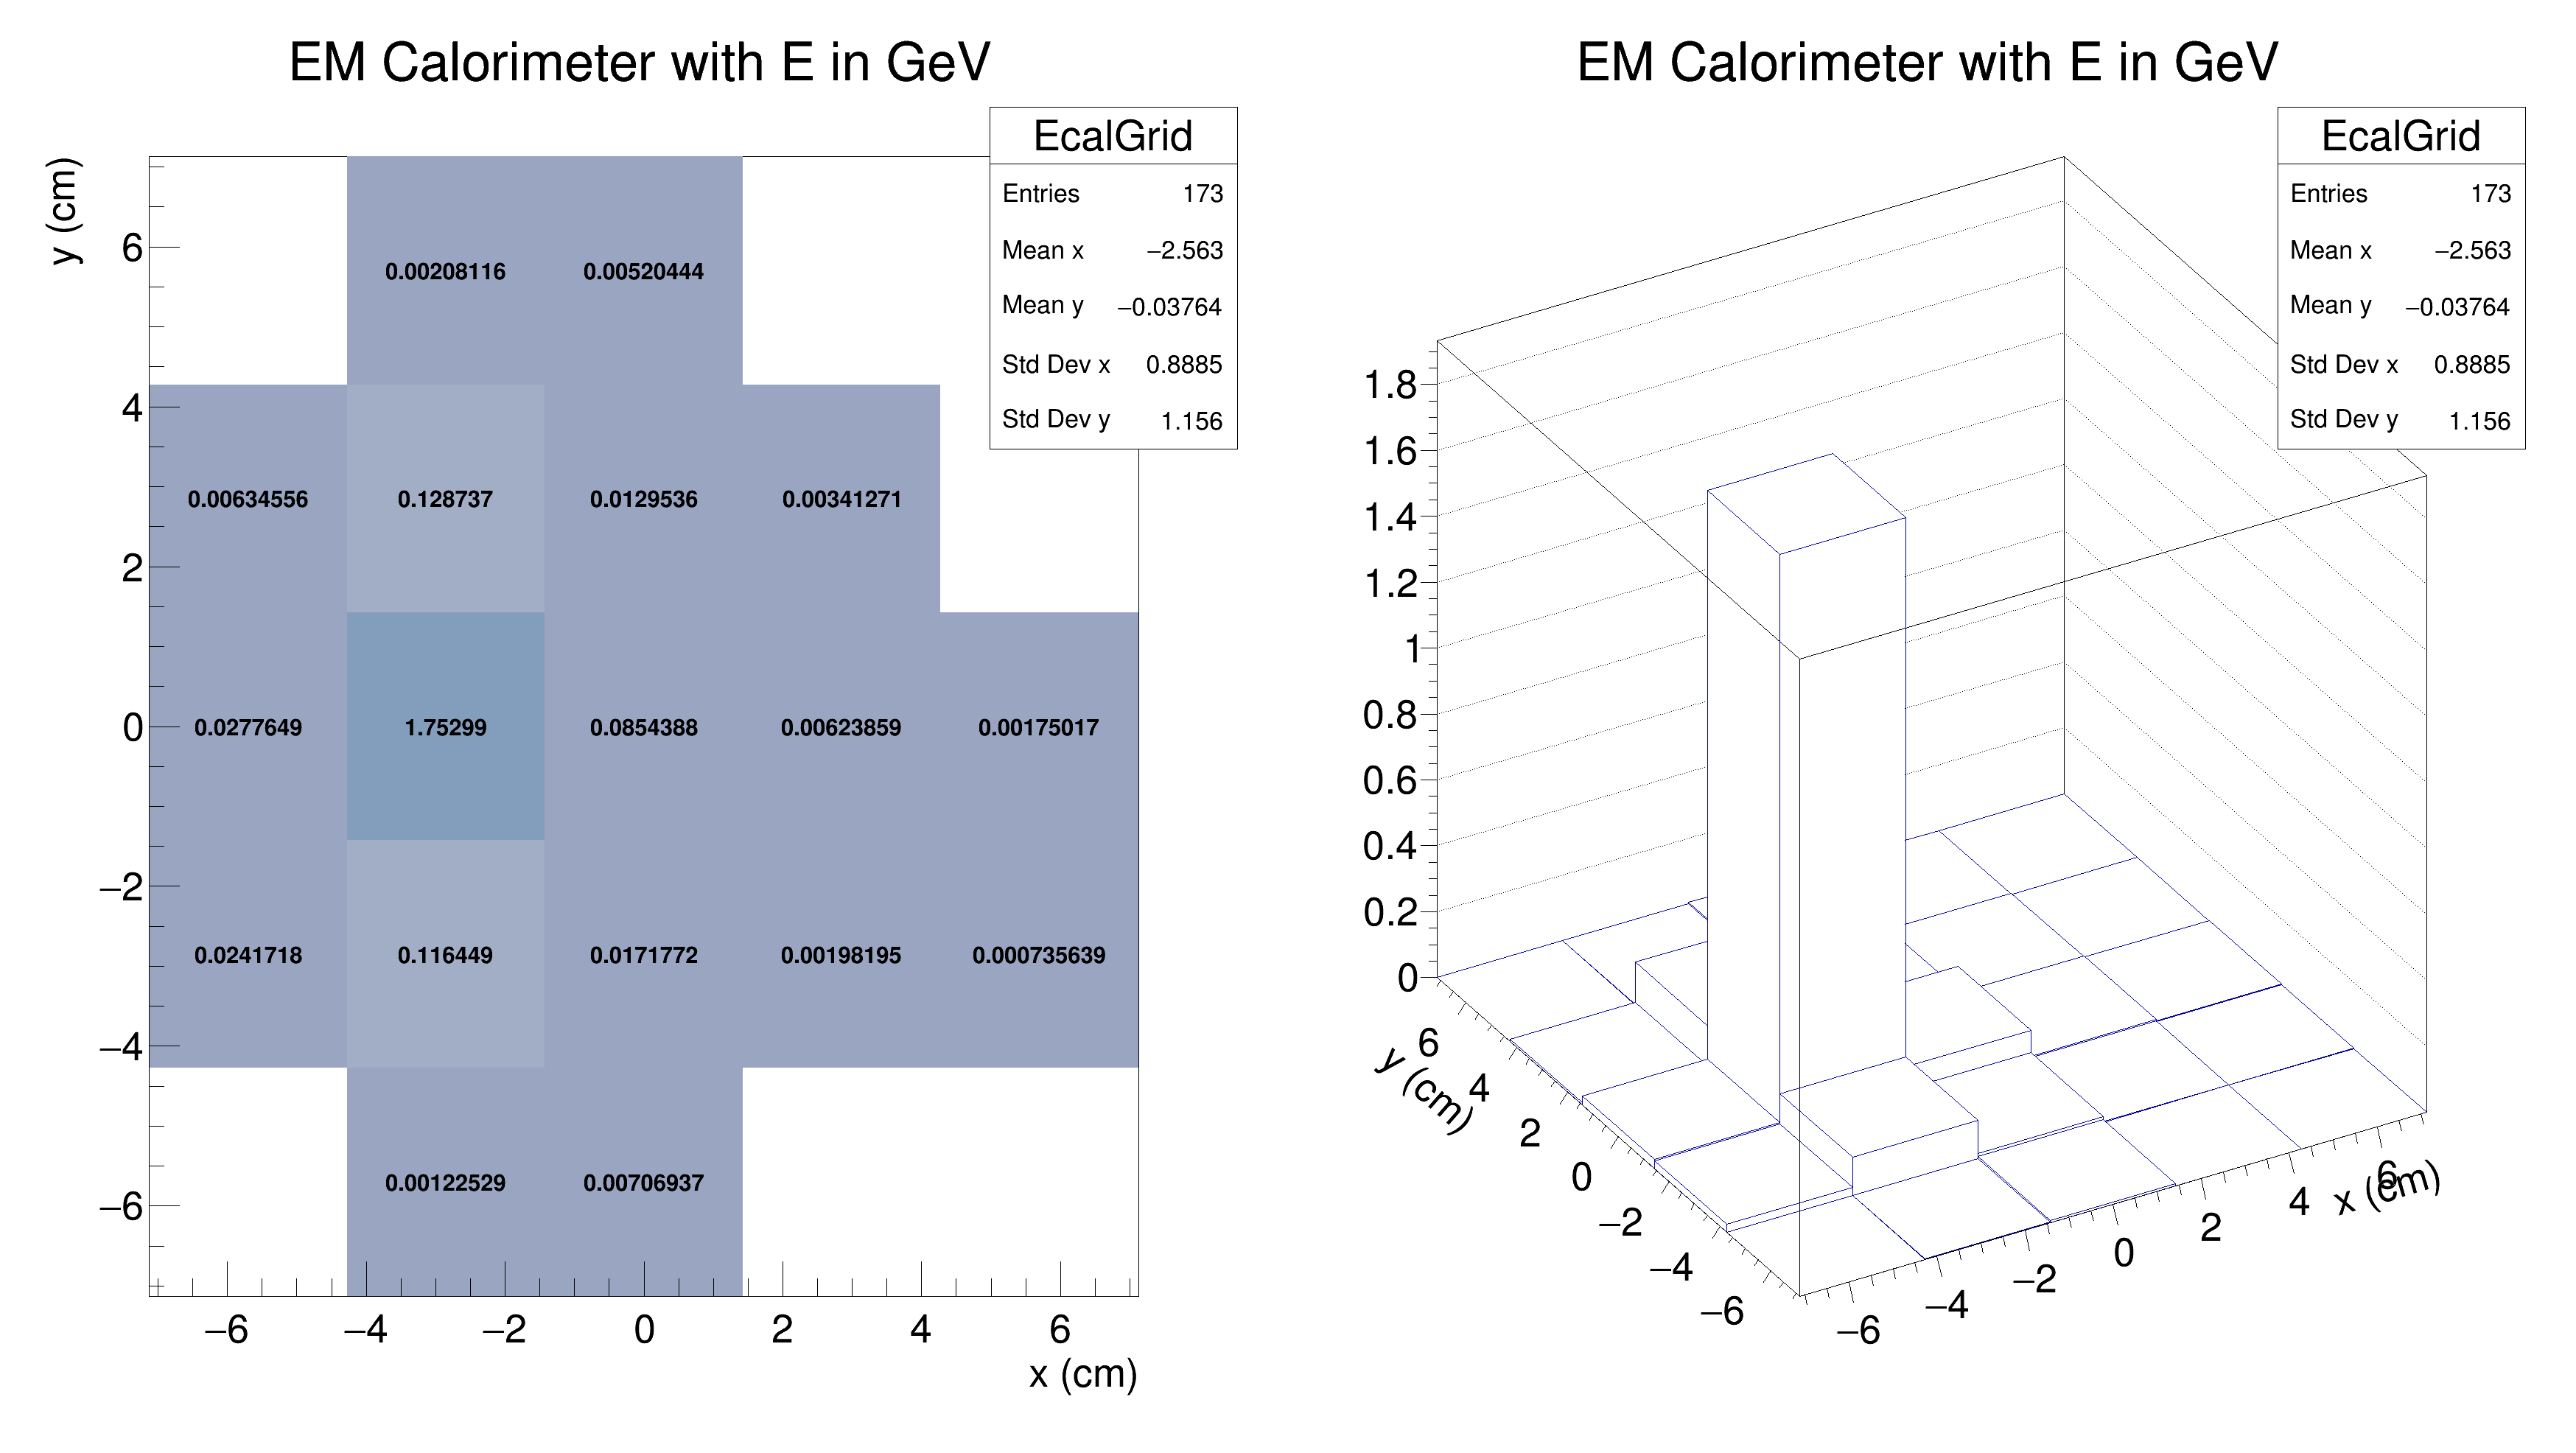 EM Calorimeter with E in GeV
EcalGrid
Entries 173
Mean x −2.563
Mean y −0.03764
Std Dev x 0.8885
Std Dev y 1.156
y (cm)
6
4
2
0
−2
−4
−6
0.00208116 0.00520444
0.00634556 0.128737 0.0129536 0.00341271
0.0277649 1.75299 0.0854388 0.00623859 0.00175017
0.0241718 0.116449 0.0171772 0.00198195 0.000735639
0.00122529 0.00706937
−6 −4 −2 0 2 4 6
x (cm)
EM Calorimeter with E in GeV
EcalGrid
Entries 173
Mean x −2.563
Mean y −0.03764
Std Dev x 0.8885
Std Dev y 1.156
1.8
1.6
1.4
1.2
1
0.8
0.6
0.4
0.2
0
6
4
2
0
−2
−4
−6
y (cm)
−6
−4
−2
0
2
4
6
x (cm)